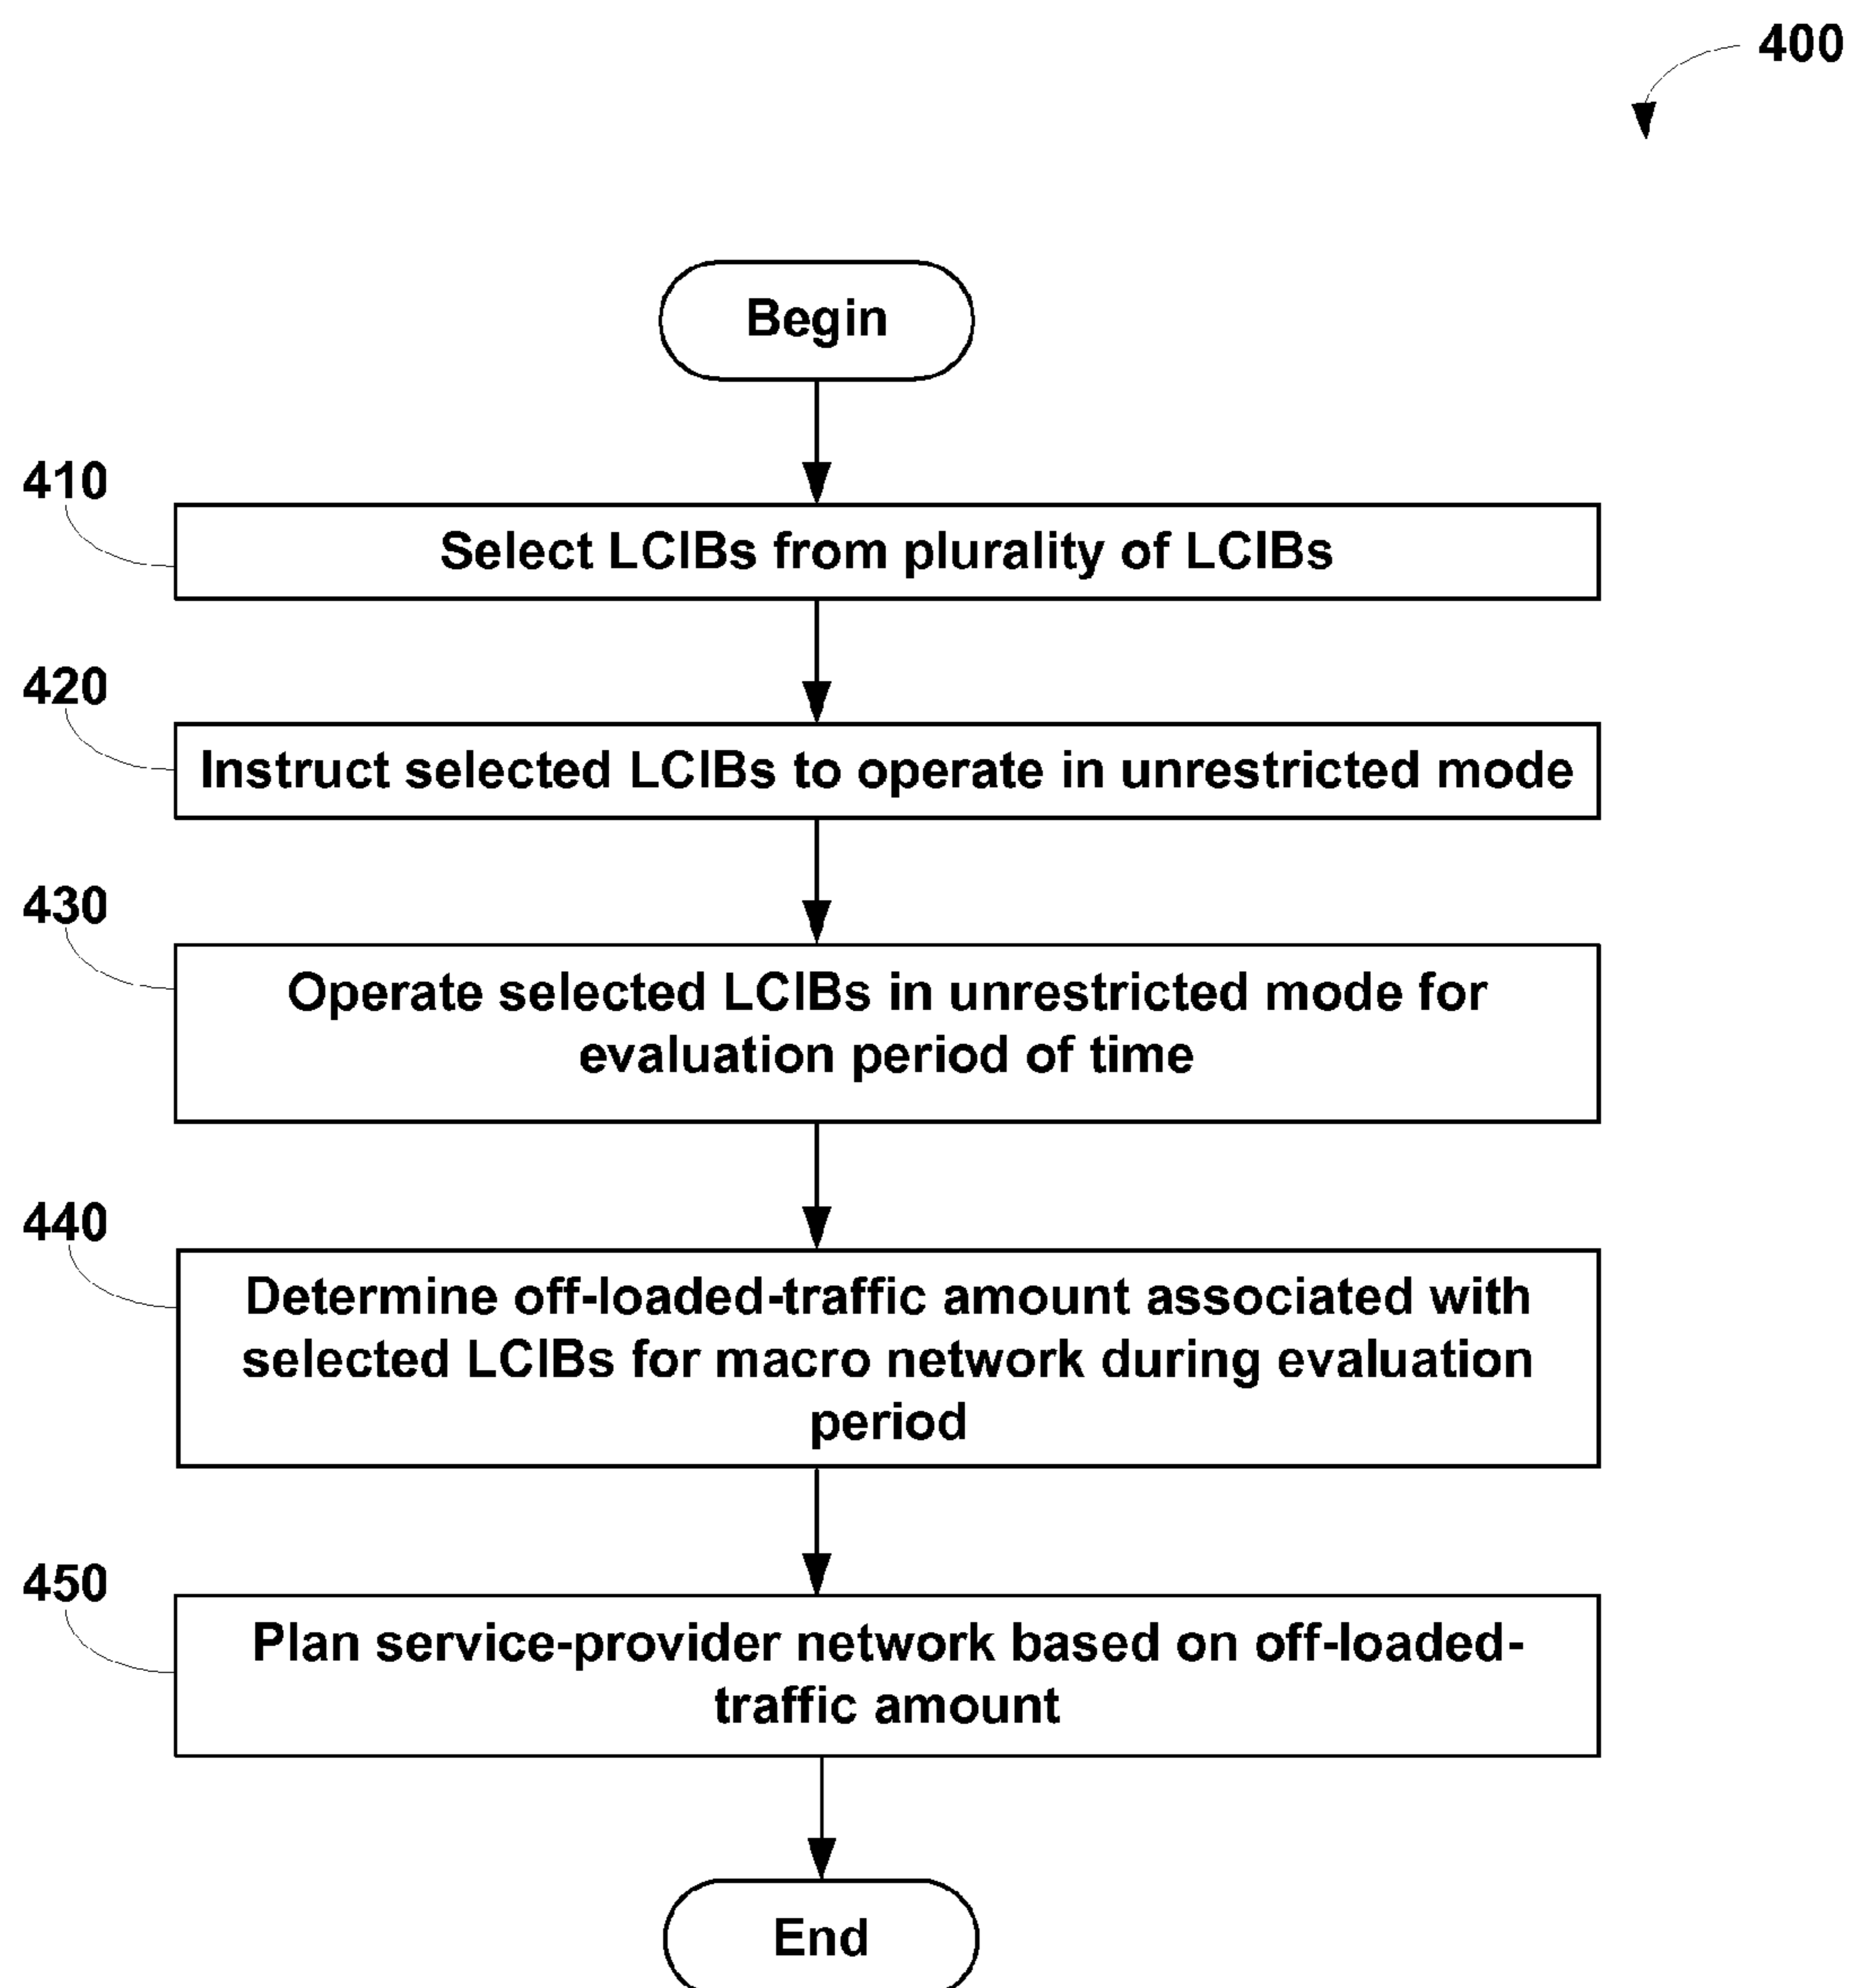 400
Begin
410
Select LCIBs from plurality of LCIBs
420
Instruct selected LCIBs to operate in unrestricted mode
430
Operate selected LCIBs in unrestricted mode for
evaluation period of time
440
Determine off-loaded-traffic amount associated with
selected LCIBs for macro network during evaluation
period
450
Plan service-provider network based on off-loaded-
traffic amount
End